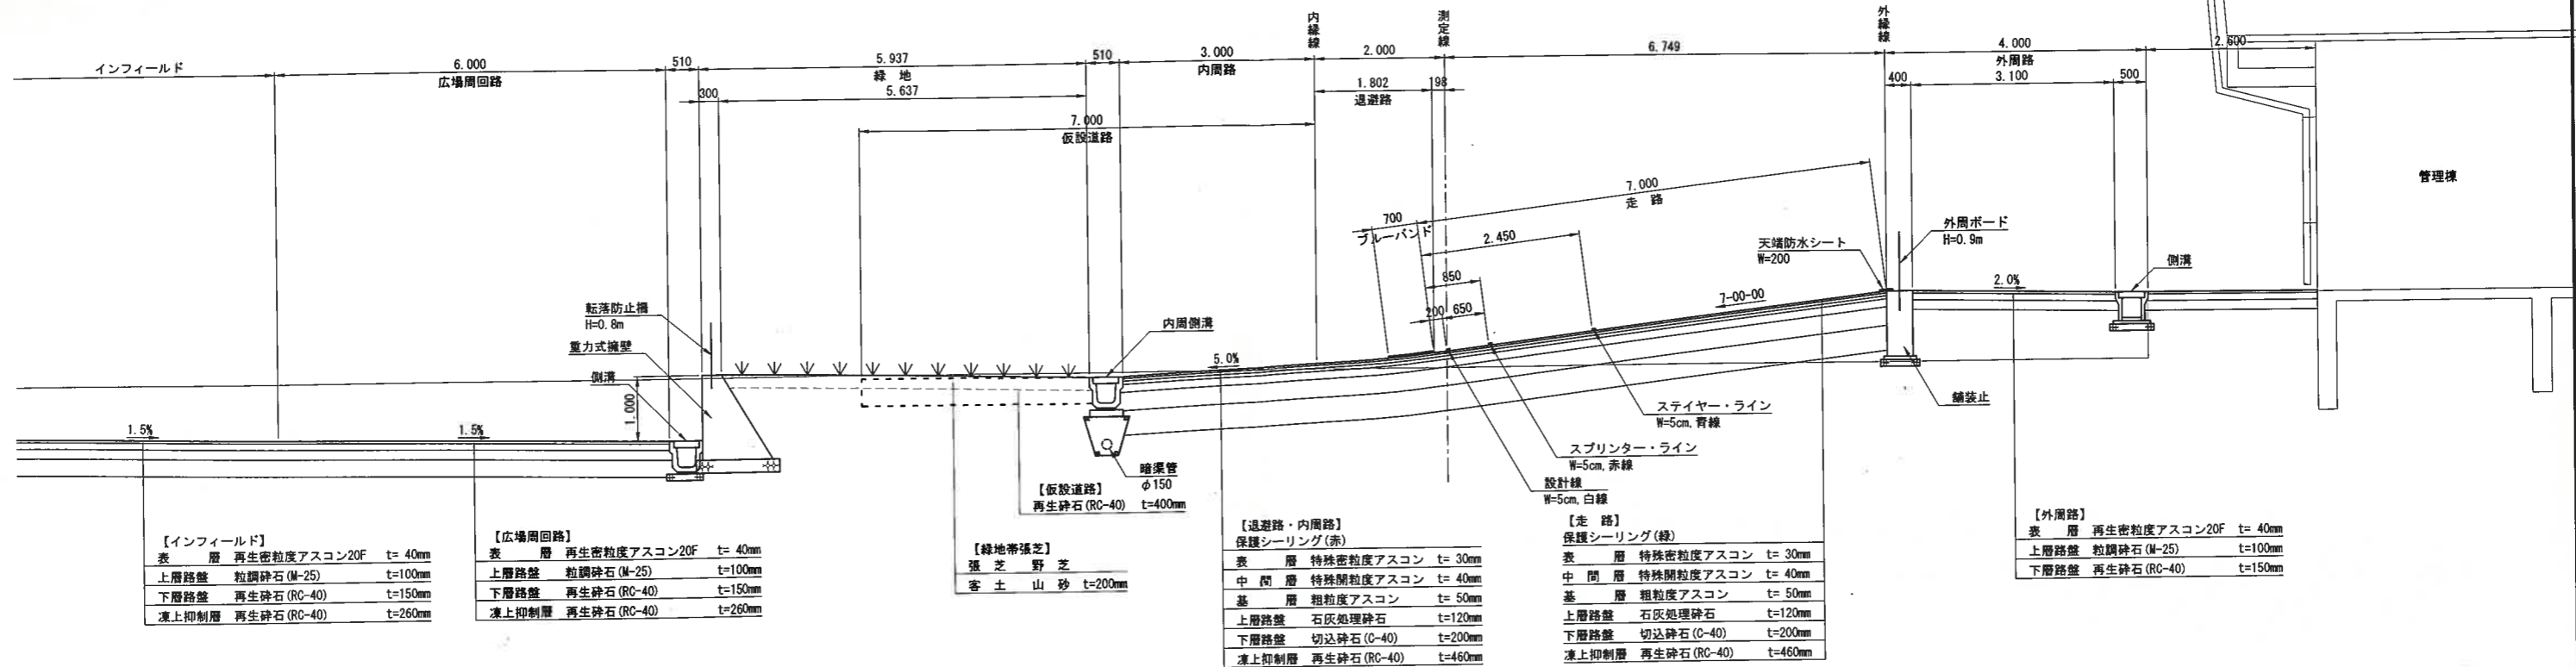 内縁線
測定線
外縁線
インフィールド
6.000
広場周回路
510
5.937
緑 地
510
3.000
内周路
2.000
6.749
4.000
外周路
2.600
300
5.637
1.802
退避路
198
400
3.100
500
7.000
仮設道路
7.000
走 路
700
ブルーバンド
2.450
850
200
650
7-00-00
管理棟
外周ボード
H=0.9m
天端防水シート
W=200
側溝
2.0%
転落防止柵
H=0.8m
重力式擁壁
側溝
1.000
内周側溝
5.0%
1.5%
1.5%
舗装止
ステイヤー・ライン
W=5cm, 青線
スプリンター・ライン
W=5cm, 赤線
設計線
W=5cm, 白線
暗渠管
φ150
【仮設道路】
再生砕石(RC-40) t=400mm
【インフィールド】
表 層 再生密粒度アスコン20F t= 40mm
上層路盤 粒調砕石(M-25) t=100mm
下層路盤 再生砕石(RC-40) t=150mm
凍上抑制層 再生砕石(RC-40) t=260mm
【広場周回路】
表 層 再生密粒度アスコン20F t= 40mm
上層路盤 粒調砕石(M-25) t=100mm
下層路盤 再生砕石(RC-40) t=150mm
凍上抑制層 再生砕石(RC-40) t=260mm
【緑地帯張芝】
張 芝 野 芝
客 土 山 砂 t=200mm
【退避路・内周路】
保護シーリング(赤)
表 層 特殊密粒度アスコン t= 30mm
中 間 層 特殊開粒度アスコン t= 40mm
基 層 粗粒度アスコン t= 50mm
上層路盤 石灰処理砕石 t=120mm
下層路盤 切込砕石(C-40) t=200mm
凍上抑制層 再生砕石(RC-40) t=460mm
【走 路】
保護シーリング(緑)
表 層 特殊密粒度アスコン t= 30mm
中 間 層 特殊開粒度アスコン t= 40mm
基 層 粗粒度アスコン t= 50mm
上層路盤 石灰処理砕石 t=120mm
下層路盤 切込砕石(C-40) t=200mm
凍上抑制層 再生砕石(RC-40) t=460mm
【外周路】
表 層 再生密粒度アスコン20F t= 40mm
上層路盤 粒調砕石(M-25) t=100mm
下層路盤 再生砕石(RC-40) t=150mm